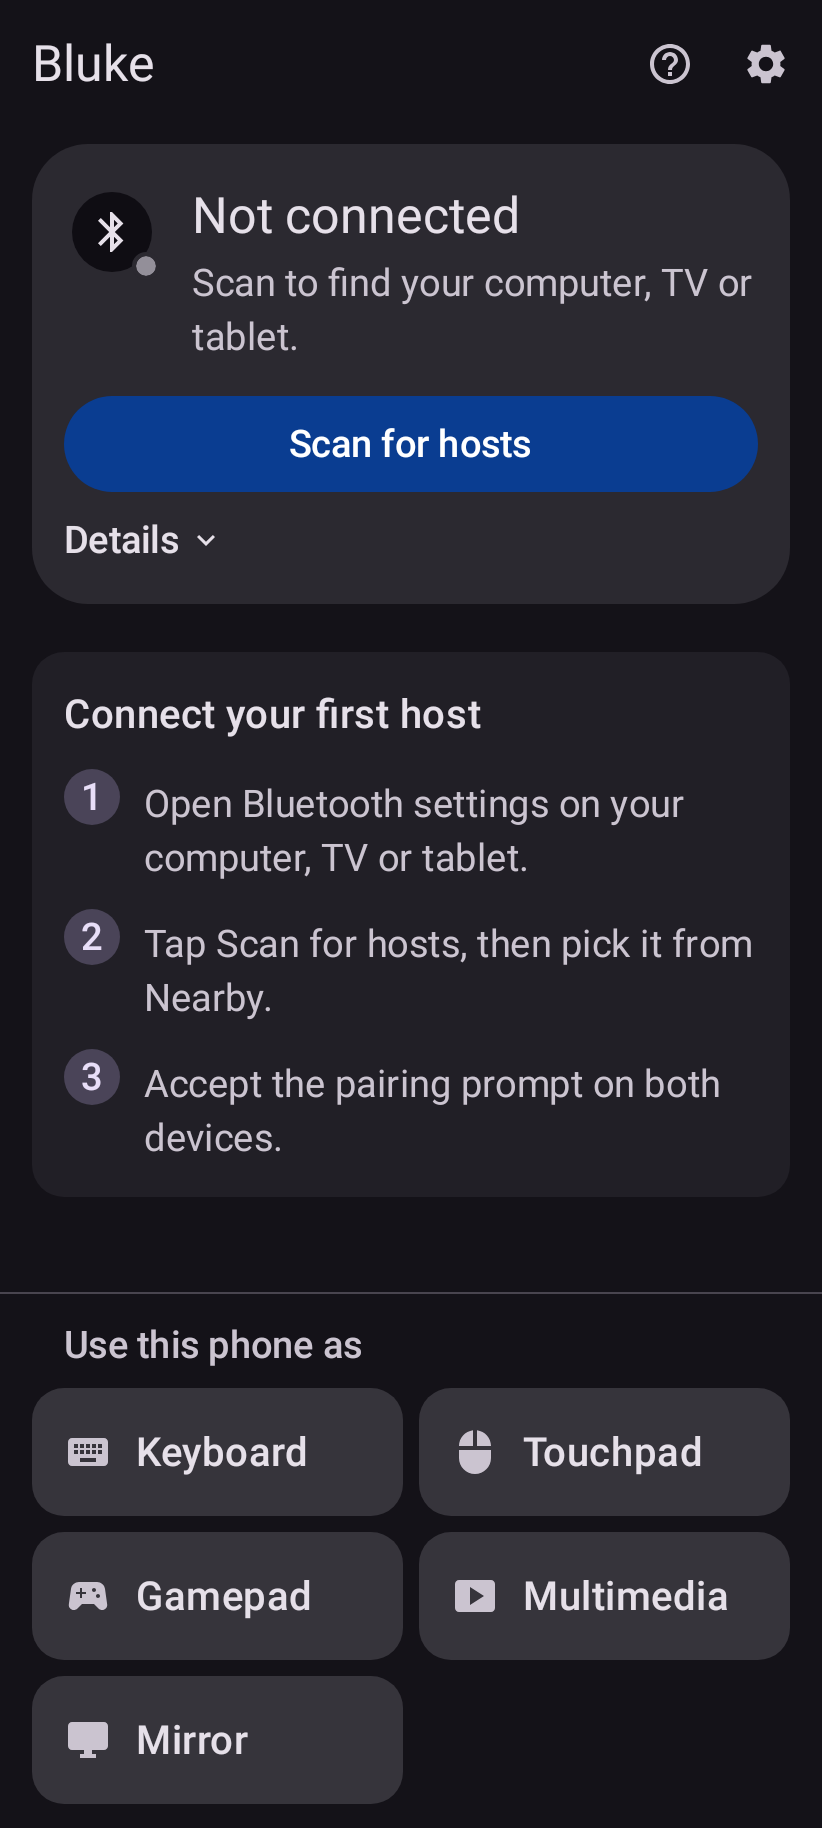 Bluke
Not connected
Scan to find your computer, TV or
tablet.
Scan for hosts
Details
Connect your first host
1
Open Bluetooth settings on your
computer, TV or tablet.
2
Tap Scan for hosts, then pick it from
Nearby.
3
Accept the pairing prompt on both
devices.
Use this phone as
Keyboard
Touchpad
Gamepad
Multimedia
Mirror